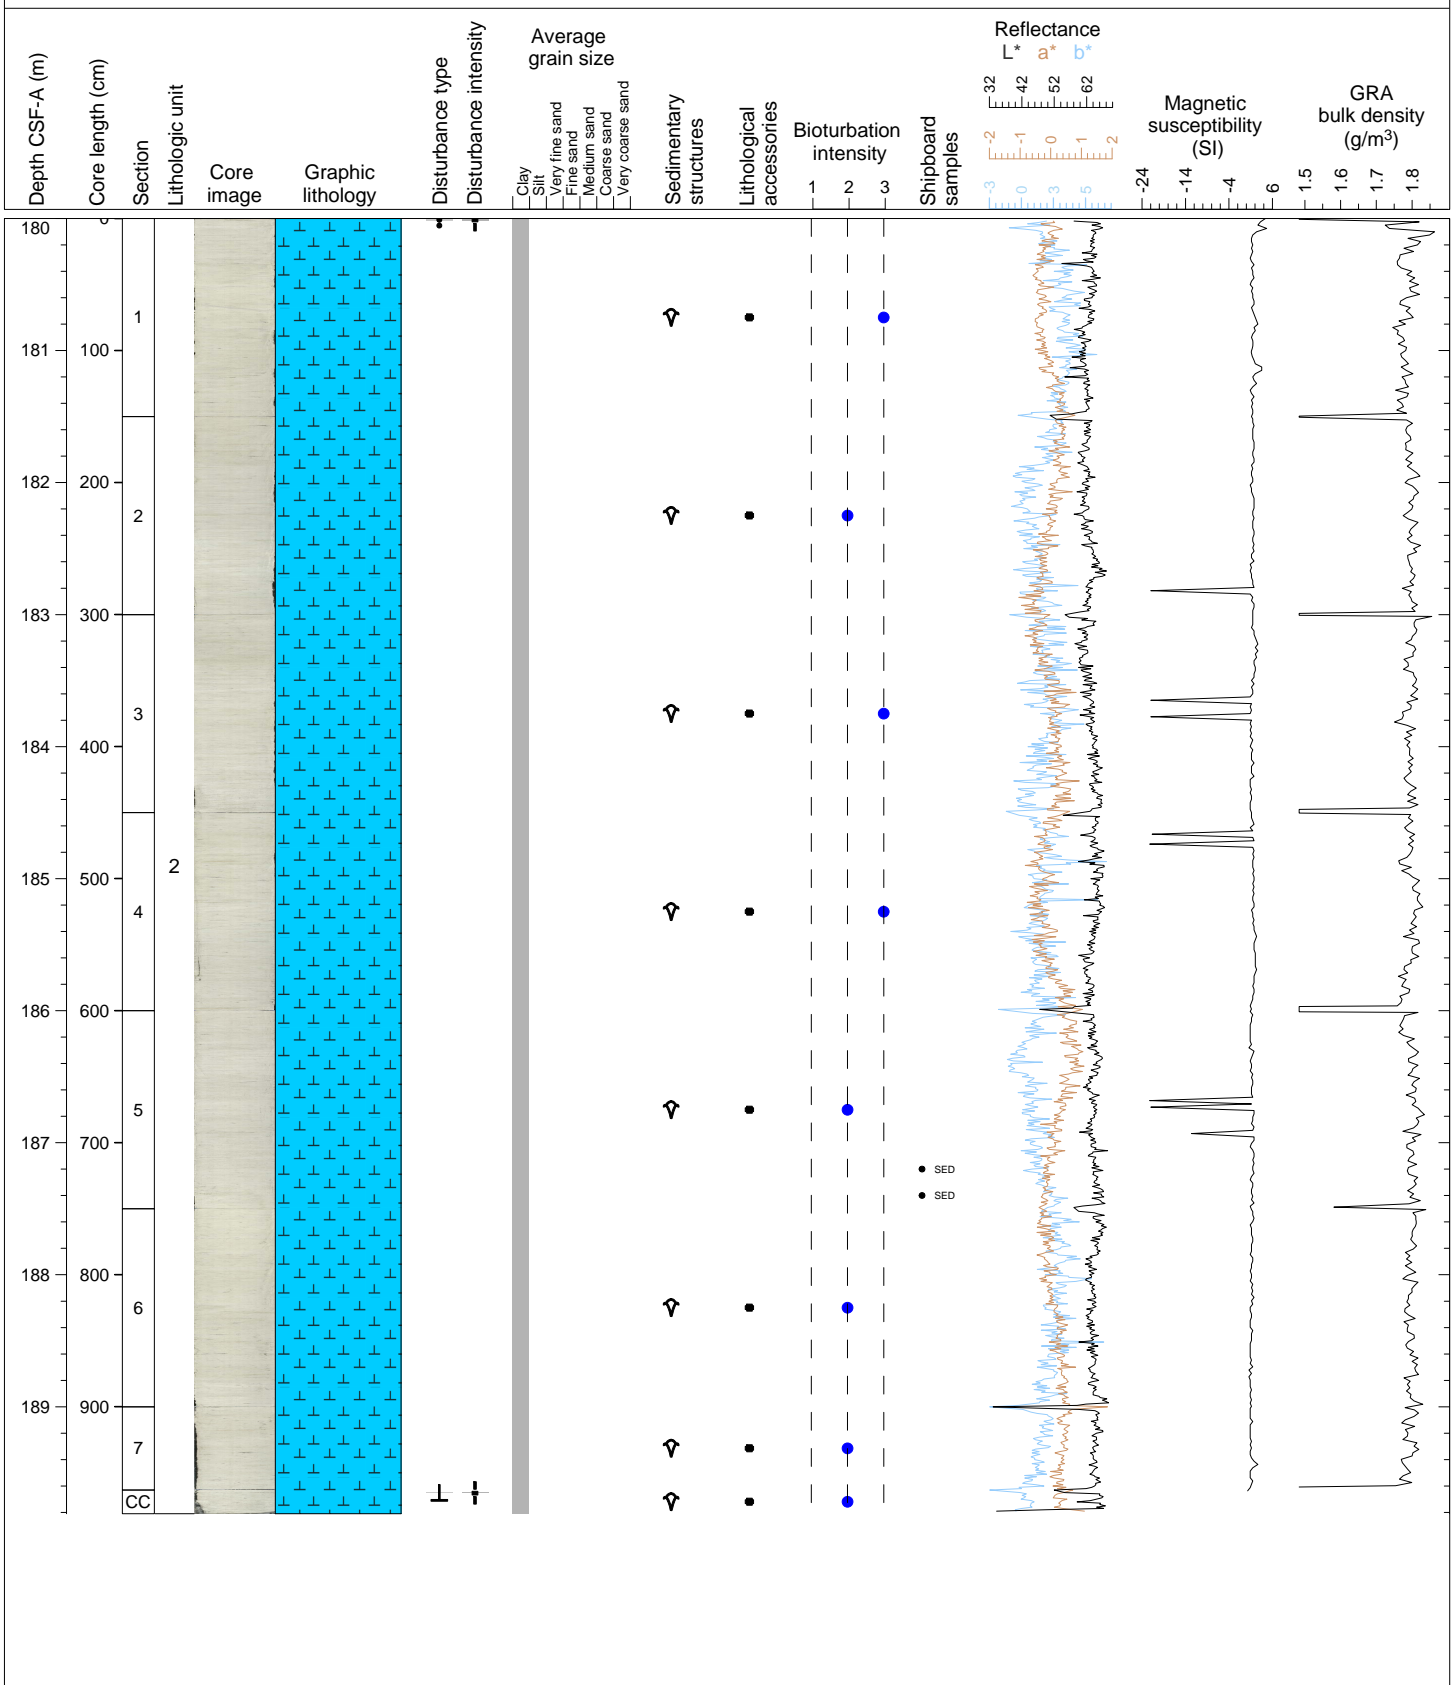 Depth CSF-A (m)
Core length (cm)
Section
Lithologic unit
Core
image
Graphic
lithology
Disturbance type
Disturbance intensity
Average
grain size
Clay
Silt
Very fine sand
Fine sand
Medium sand
Coarse sand
Very coarse sand
Sedimentary
structures
Lithological
accessories
Bioturbation
intensity
1 2 3
Shipboard
samples
Reflectance
L* a* b*
32 42 52 62
-2 -1 0 1 2
-3 0 3 5
Magnetic
susceptibility
(SI)
-24 -14 -4 6
GRA
bulk density
(g/m³)
1.5 1.6 1.7 1.8
180 0
1
181 100
182 200
2
183 300
3
184 400
2
185 500
4
186 600
5
187 700
SED
SED
188 800
6
189 900
7
CC